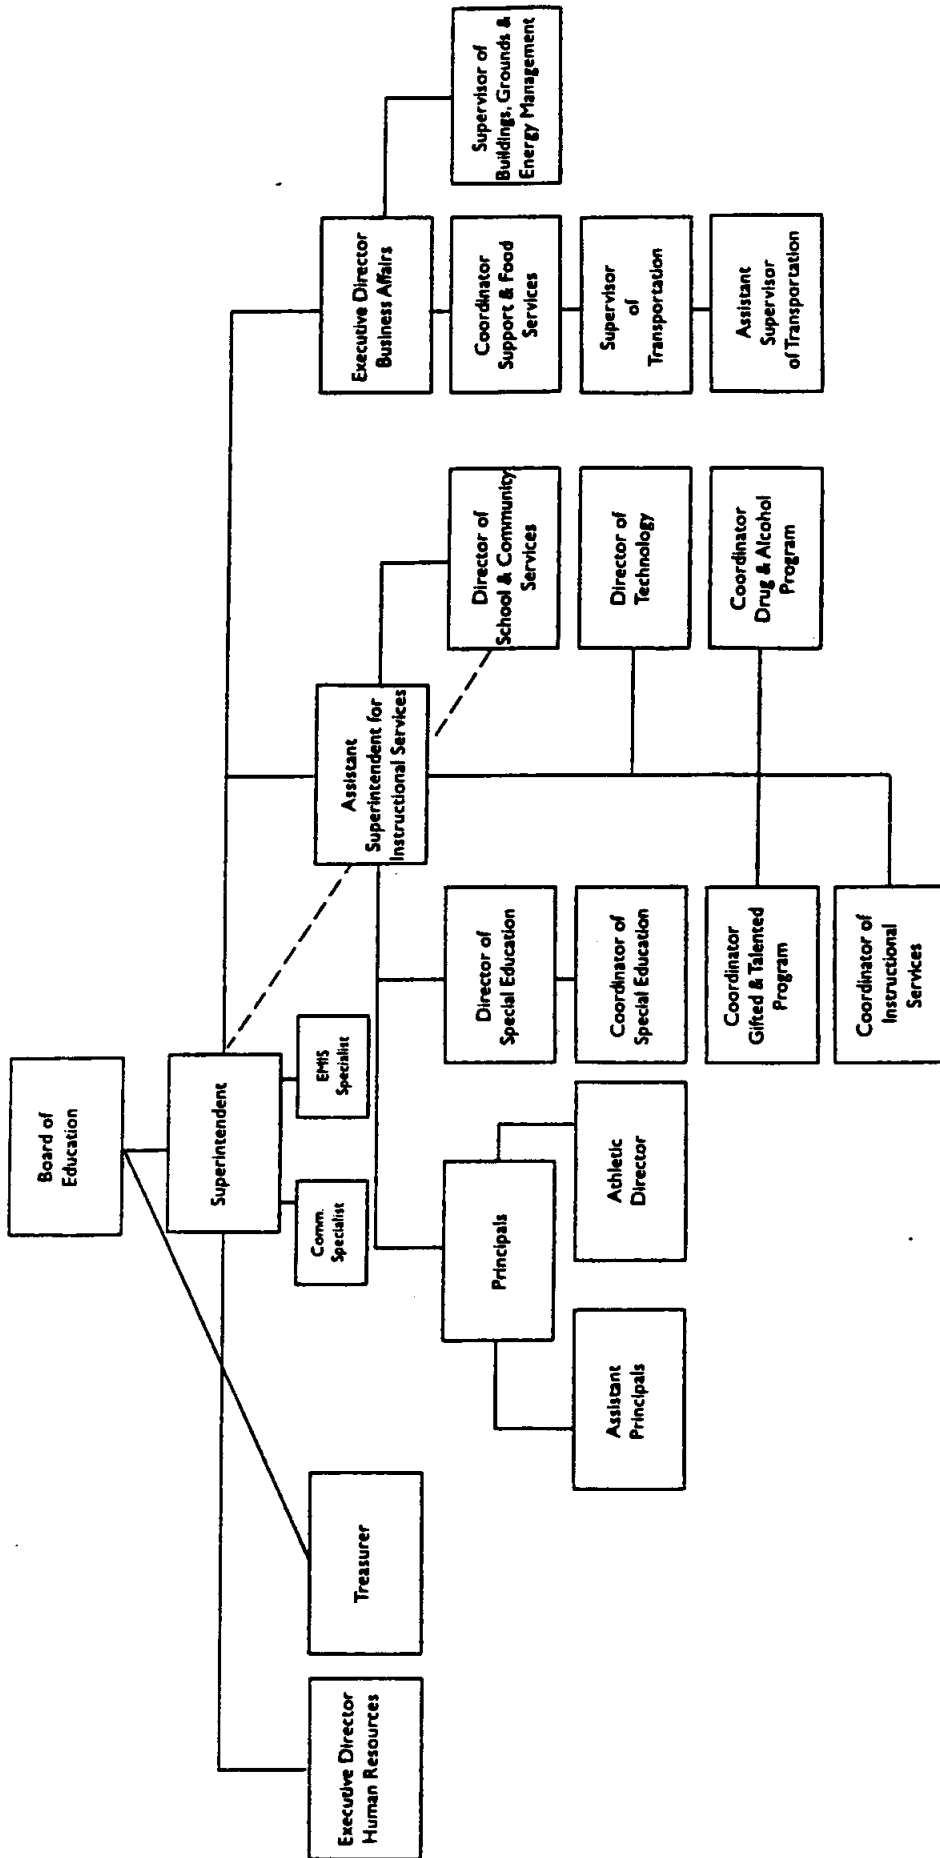 Board of
Education
Superintendent
Comm.
Specialist
EMIS
Specialist
Executive Director
Human Resources
Treasurer
Assistant
Superintendent for
Instructional Services
Executive Director
Business Affairs
Principals
Assistant
Principals
Athletic
Director
Director of
Special Education
Coordinator of
Special Education
Coordinator
Gifted & Talented
Program
Coordinator of
Instructional
Services
Director of
School & Community
Services
Director of
Technology
Coordinator
Drug & Alcohol
Program
Coordinator
Support & Food
Services
Supervisor
of
Transportation
Assistant
Supervisor
of Transportation
Supervisor of
Buildings, Grounds &
Energy Management